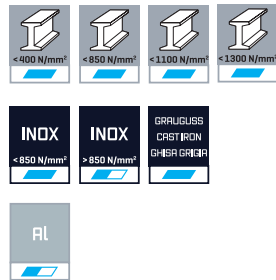 <400 N/mm²
<850 N/mm²
<1100 N/mm²
<1300 N/mm²
INOX
<850 N/mm²
INOX
>850 N/mm²
GRAUGUSS
CAST IRON
GHISA GRIGIA
Al